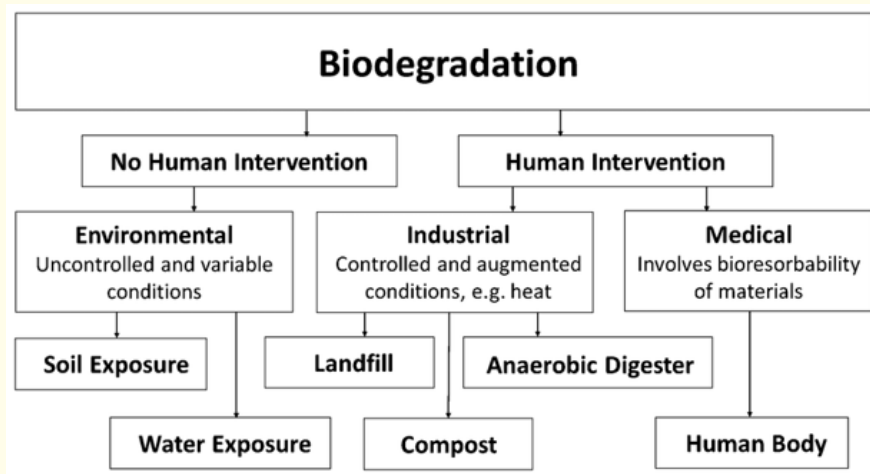 Biodegradation
No Human Intervention
Human Intervention
Environmental
Uncontrolled and variable
conditions
Industrial
Controlled and augmented
conditions, e.g. heat
Medical
Involves bioresorbability
of materials
Soil Exposure
Landfill
Anaerobic Digester
Water Exposure
Compost
Human Body